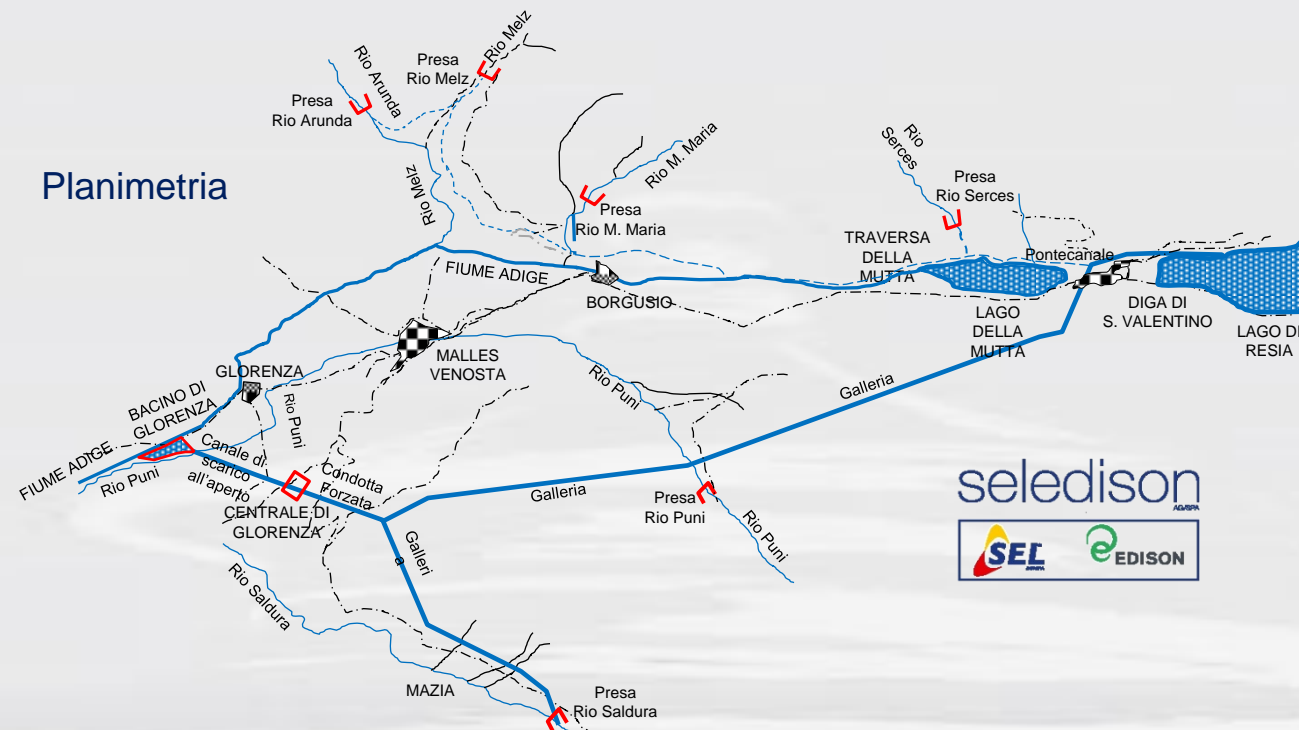 Planimetria
Rio Arunda
Presa
Rio Arunda
Presa
Rio Melz
Rio Melz
Rio Melz
Rio M. Maria
Presa
Rio M. Maria
Rio
Serces
Presa
Rio Serces
TRAVERSA
DELLA
MUTTA
Pontecanale
FIUME ADIGE
BORGUSIO
LAGO
DELLA
MUTTA
DIGA DI
S. VALENTINO
LAGO DI
RESIA
MALLES
VENOSTA
GLORENZA
BACINO DI
GLORENZA
Rio Puni
Rio Puni
Galleria
FIUME ADIGE
Rio Puni
Canale di
scarico
all'aperto
Condotta
Forzata
CENTRALE DI
GLORENZA
Galleria
Presa
Rio Puni
Rio Puni
Galleri
a
Rio Saldura
MAZIA
Presa
Rio Saldura
seledison
AG/SPA
SEL
EDISON